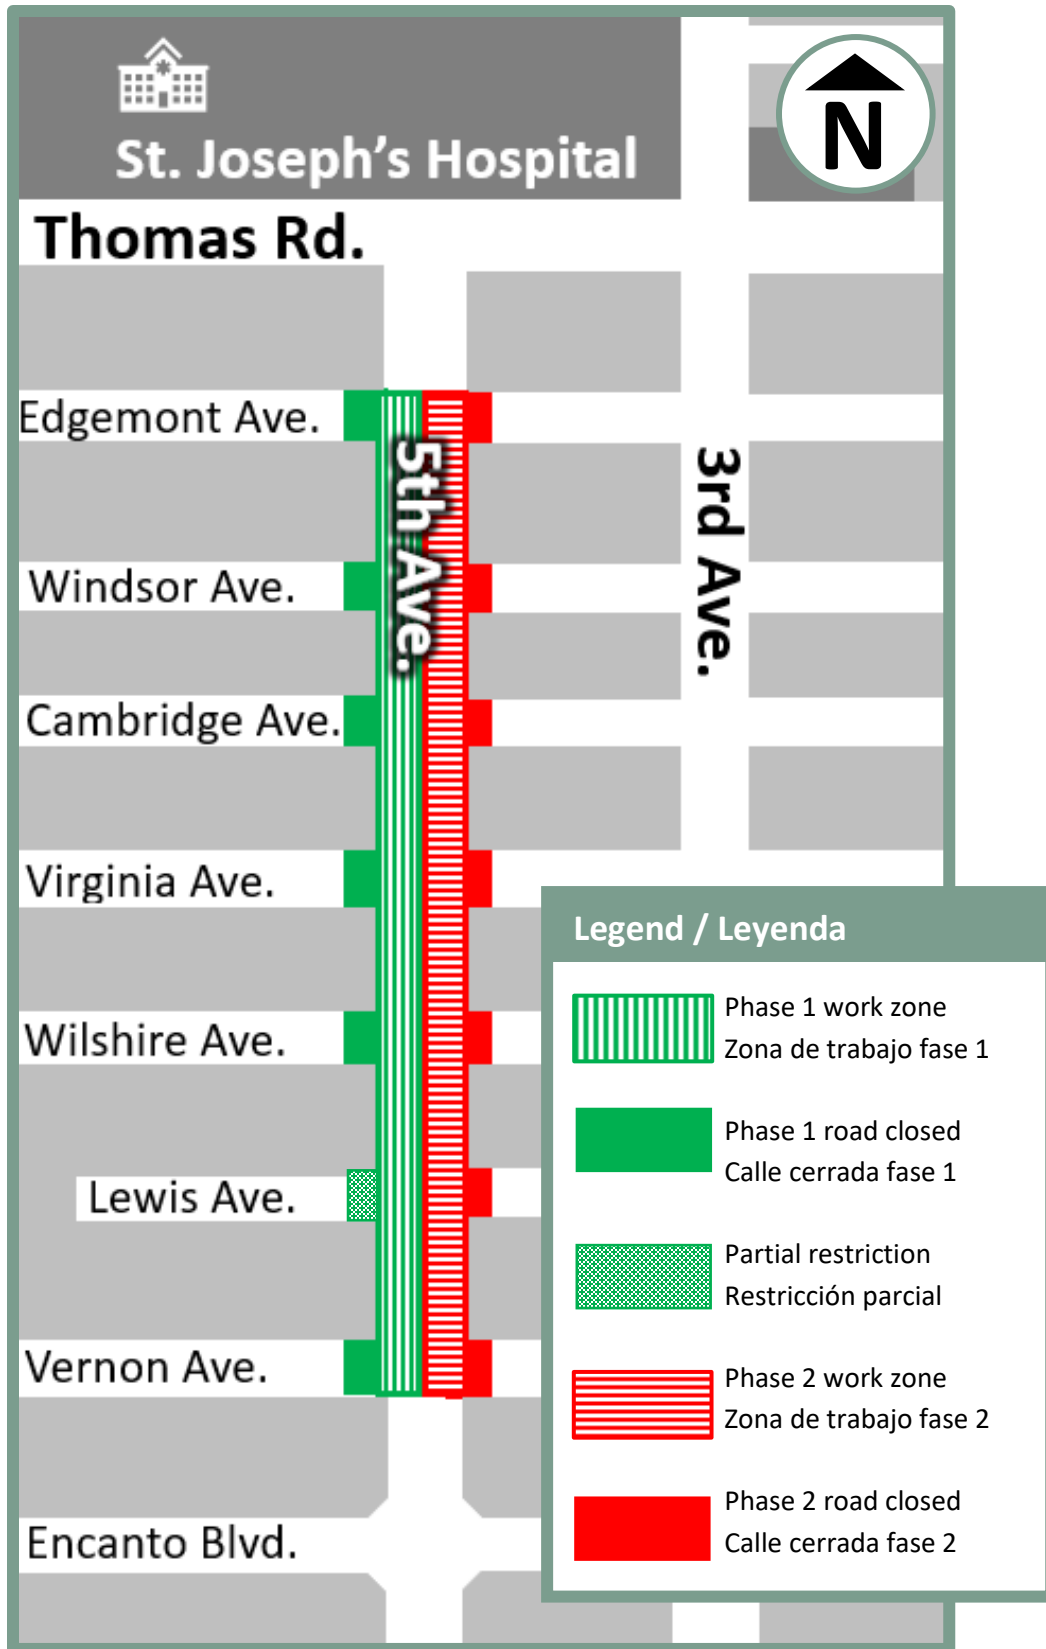 St. Joseph's Hospital
N
Thomas Rd.
Edgemont Ave.
5th Ave.
3rd Ave.
Windsor Ave.
Cambridge Ave.
Virginia Ave.
Wilshire Ave.
Lewis Ave.
Vernon Ave.
Encanto Blvd.
Legend / Leyenda
Phase 1 work zone
Zona de trabajo fase 1
Phase 1 road closed
Calle cerrada fase 1
Partial restriction
Restricción parcial
Phase 2 work zone
Zona de trabajo fase 2
Phase 2 road closed
Calle cerrada fase 2